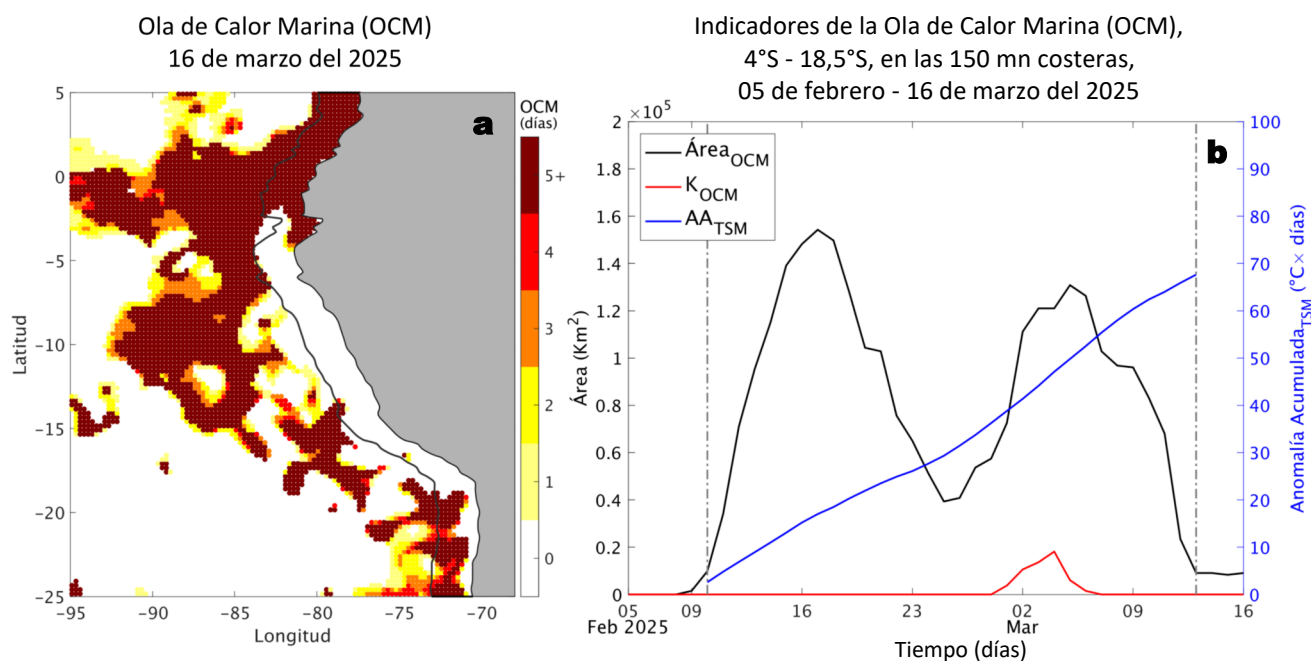 Ola de Calor Marina (OCM)
16 de marzo del 2025
a
OCM
(días)
5+
4
3
2
1
0
5
0
−5
−10
−15
−20
−25
Latitud
−95
−90
−85
−80
−75
−70
Longitud
Indicadores de la Ola de Calor Marina (OCM),
4°S - 18,5°S, en las 150 mn costeras,
05 de febrero - 16 de marzo del 2025
×10⁵
b
Área_OCM
K_OCM
AA_TSM
2
1.8
1.6
1.4
1.2
1
0.8
0.6
0.4
0.2
0
Área (Km²)
100
90
80
70
60
50
40
30
20
10
0
Anomalía Acumulada_TSM (°C× días)
05
09
16
23
02
09
16
Feb 2025
Mar
Tiempo (días)